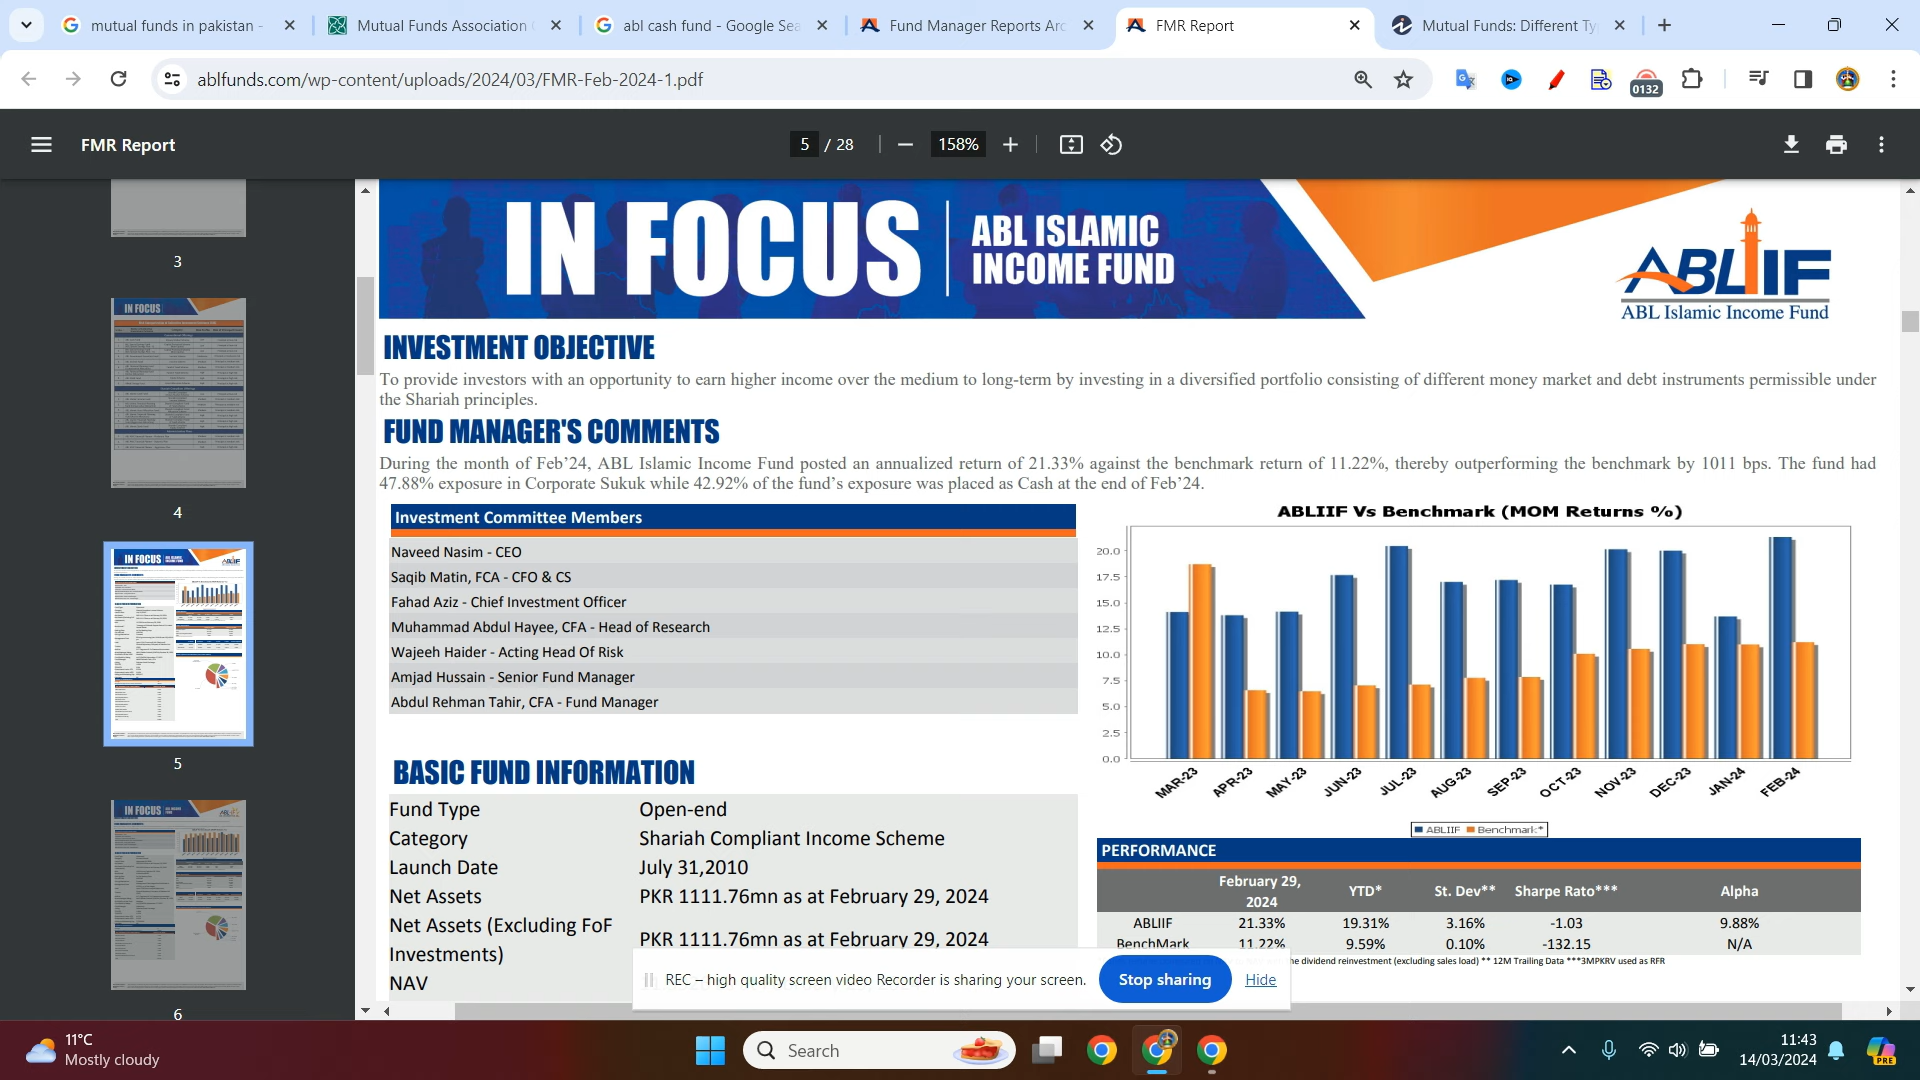 mutual funds in pakistan -
Mutual Funds Association
abl cash fund - Google Sea
Fund Manager Reports Arc
FMR Report
Mutual Funds: Different Ty
ablfunds.com/wp-content/uploads/2024/03/FMR-Feb-2024-1.pdf
0132
FMR Report
5 / 28
158%
3
4
5
6
IN FOCUS
ABL ISLAMIC
INCOME FUND
ABLIIF
ABL Islamic Income Fund
INVESTMENT OBJECTIVE
To provide investors with an opportunity to earn higher income over the medium to long-term by investing in a diversified portfolio consisting of different money market and debt instruments permissible under
the Shariah principles.
FUND MANAGER'S COMMENTS
During the month of Feb’24, ABL Islamic Income Fund posted an annualized return of 21.33% against the benchmark return of 11.22%, thereby outperforming the benchmark by 1011 bps. The fund had
47.88% exposure in Corporate Sukuk while 42.92% of the fund’s exposure was placed as Cash at the end of Feb’24.
Investment Committee Members
Naveed Nasim - CEO
Saqib Matin, FCA - CFO & CS
Fahad Aziz - Chief Investment Officer
Muhammad Abdul Hayee, CFA - Head of Research
Wajeeh Haider - Acting Head Of Risk
Amjad Hussain - Senior Fund Manager
Abdul Rehman Tahir, CFA - Fund Manager
ABLIIF Vs Benchmark (MOM Returns %)
20.0
17.5
15.0
12.5
10.0
7.5
5.0
2.5
0.0
MAR-23 APR-23 MAY-23 JUN-23 JUL-23 AUG-23 SEP-23 OCT-23 NOV-23 DEC-23 JAN-24 FEB-24
ABLIIF Benchmark*
BASIC FUND INFORMATION
Fund Type Open-end
Category Shariah Compliant Income Scheme
Launch Date July 31,2010
Net Assets PKR 1111.76mn as at February 29, 2024
Net Assets (Excluding FoF
Investments) PKR 1111.76mn as at February 29, 2024
NAV
PERFORMANCE
February 29,
2024 YTD* St. Dev** Sharpe Rato*** Alpha
ABLIIF 21.33% 19.31% 3.16% -1.03 9.88%
BenchMark 11.22% 9.59% 0.10% -132.15 N/A
the dividend reinvestment (excluding sales load) ** 12M Trailing Data ***3MPKRV used as RFR
REC – high quality screen video Recorder is sharing your screen.
Stop sharing
Hide
11°C
Mostly cloudy
Search
11:43
14/03/2024
PRE